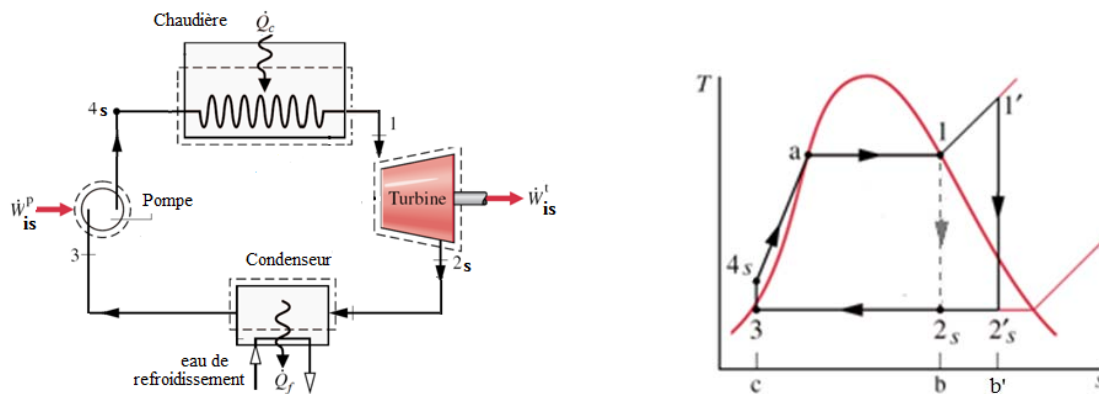 Chaudière
Q̇c
4s
1
Ẇᵖis
Pompe
Turbine
Ẇᵗis
3
Condenseur
2s
eau de
refroidissement
Q̇f
T
1'
1
a
4s
3
2s
2's
c
b
b'
s